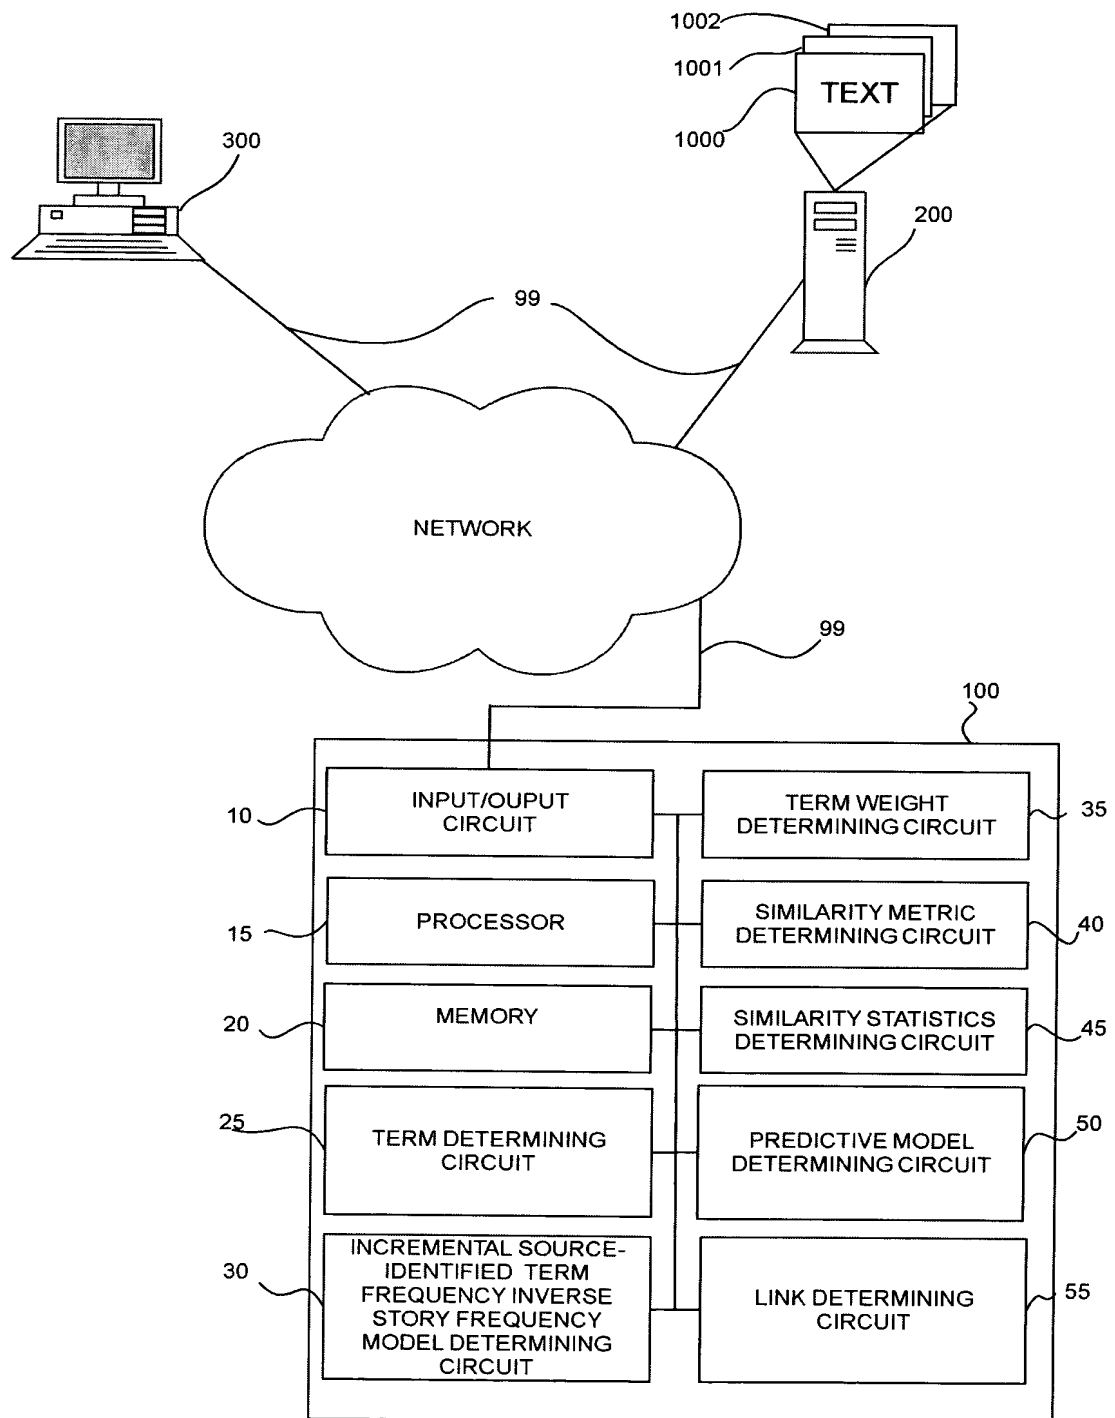 1002
1001
TEXT
1000
300
200
99
NETWORK
99
100
10
INPUT/OUPUT
CIRCUIT
TERM WEIGHT
DETERMINING CIRCUIT
35
15
PROCESSOR
SIMILARITY METRIC
DETERMINING CIRCUIT
40
20
MEMORY
SIMILARITY STATISTICS
DETERMINING CIRCUIT
45
25
TERM DETERMINING
CIRCUIT
PREDICTIVE MODEL
DETERMINING CIRCUIT
50
30
INCREMENTAL SOURCE-
IDENTIFIED TERM
FREQUENCY INVERSE
STORY FREQUENCY
MODEL DETERMINING
CIRCUIT
LINK DETERMINING
CIRCUIT
55